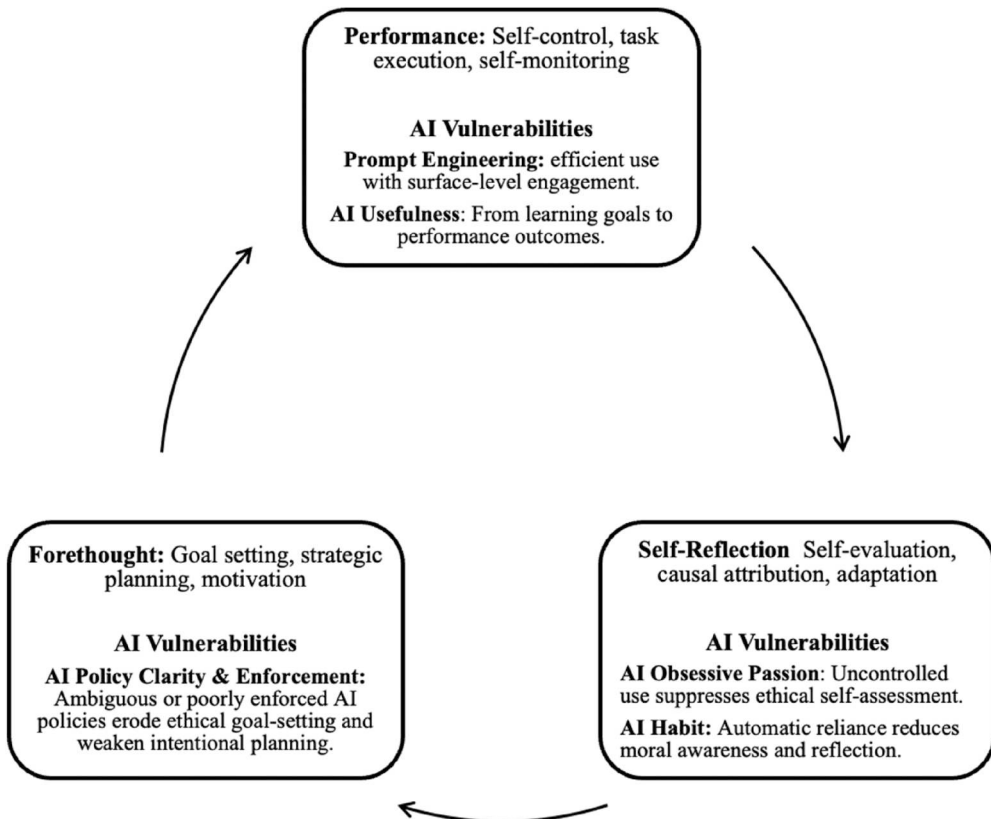 Performance: Self-control, task
execution, self-monitoring
AI Vulnerabilities
Prompt Engineering: efficient use
with surface-level engagement.
AI Usefulness: From learning goals to
performance outcomes.
Forethought: Goal setting, strategic
planning, motivation
AI Vulnerabilities
AI Policy Clarity & Enforcement:
Ambiguous or poorly enforced AI
policies erode ethical goal-setting and
weaken intentional planning.
Self-Reflection Self-evaluation,
causal attribution, adaptation
AI Vulnerabilities
AI Obsessive Passion: Uncontrolled
use suppresses ethical self-assessment.
AI Habit: Automatic reliance reduces
moral awareness and reflection.